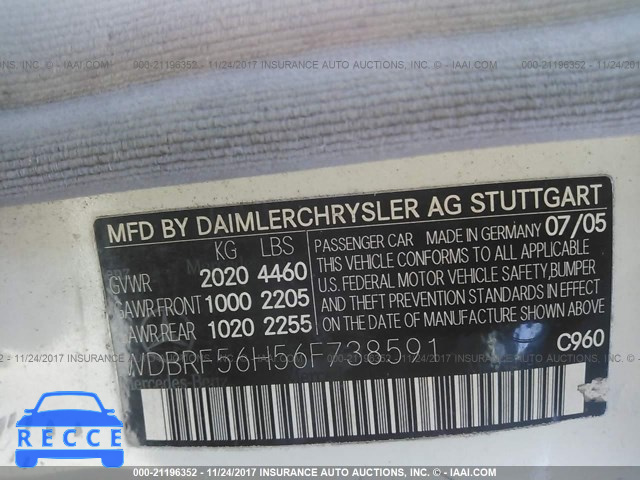 000-21196352 - 11/24/2017 INSURANCE AUTO AUCTIONS, INC. - © IAAI.COM
MFD BY DAIMLERCHRYSLER AG STUTTGART
KG LBS
GVWR 2020 4460
GAWR FRONT 1000 2205
GAWR REAR 1020 2255
PASSENGER CAR MADE IN GERMANY 07/05
THIS VEHICLE CONFORMS TO ALL APPLICABLE
U.S. FEDERAL MOTOR VEHICLE SAFETY, BUMPER
AND THEFT PREVENTION STANDARDS IN EFFECT
ON THE DATE OF MANUFACTURE SHOWN ABOVE.
WDBRF56H56F738591
C960
Mercedes-Benz
RECCE
000-21196352 - 11/24/2017 INSURANCE AUTO AUCTIONS, INC. - © IAAI.COM